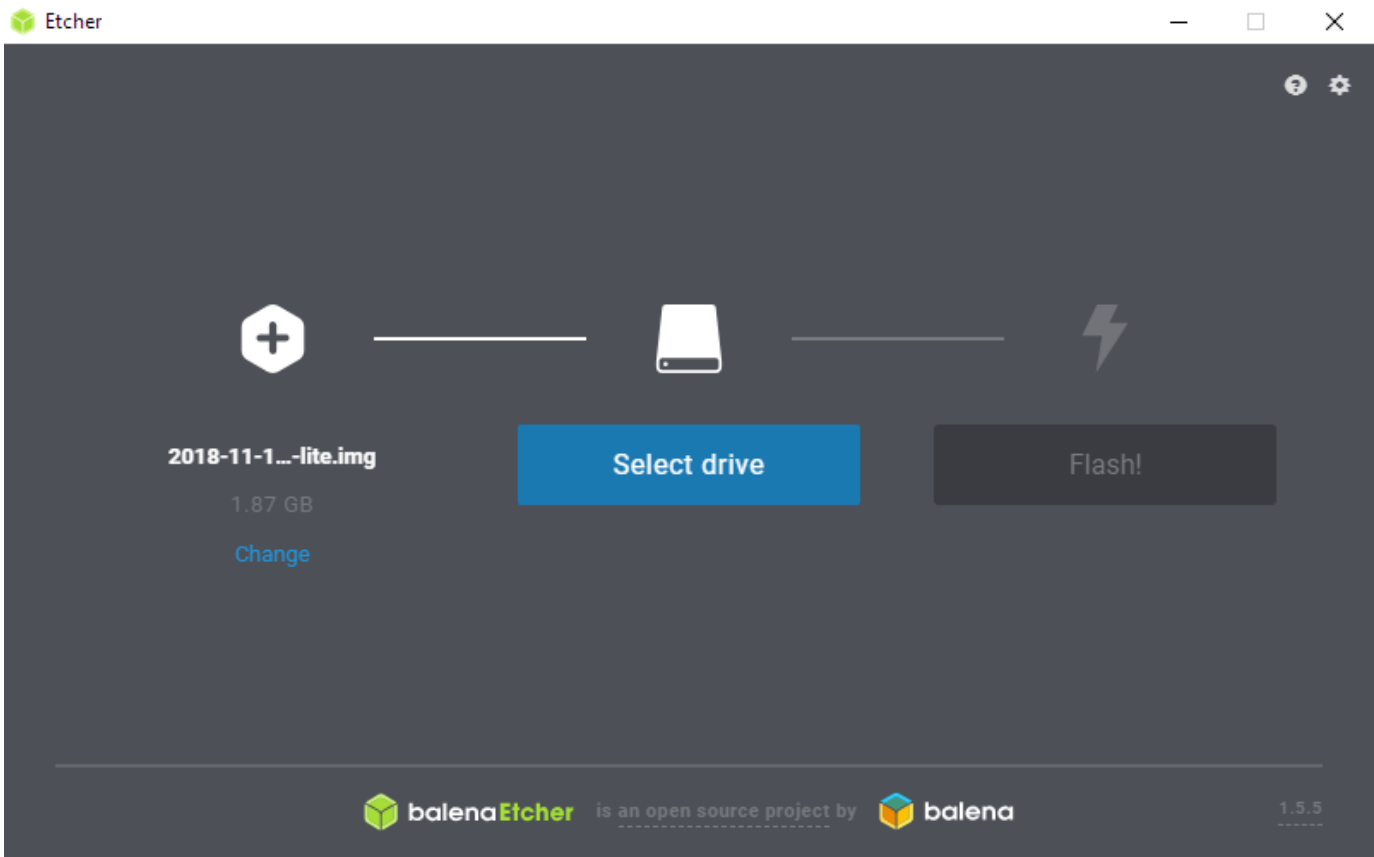 Etcher
2018-11-1...-lite.img
1.87 GB
Change
Select drive
Flash!
balenaEtcher is an open source project by balena
1.5.5